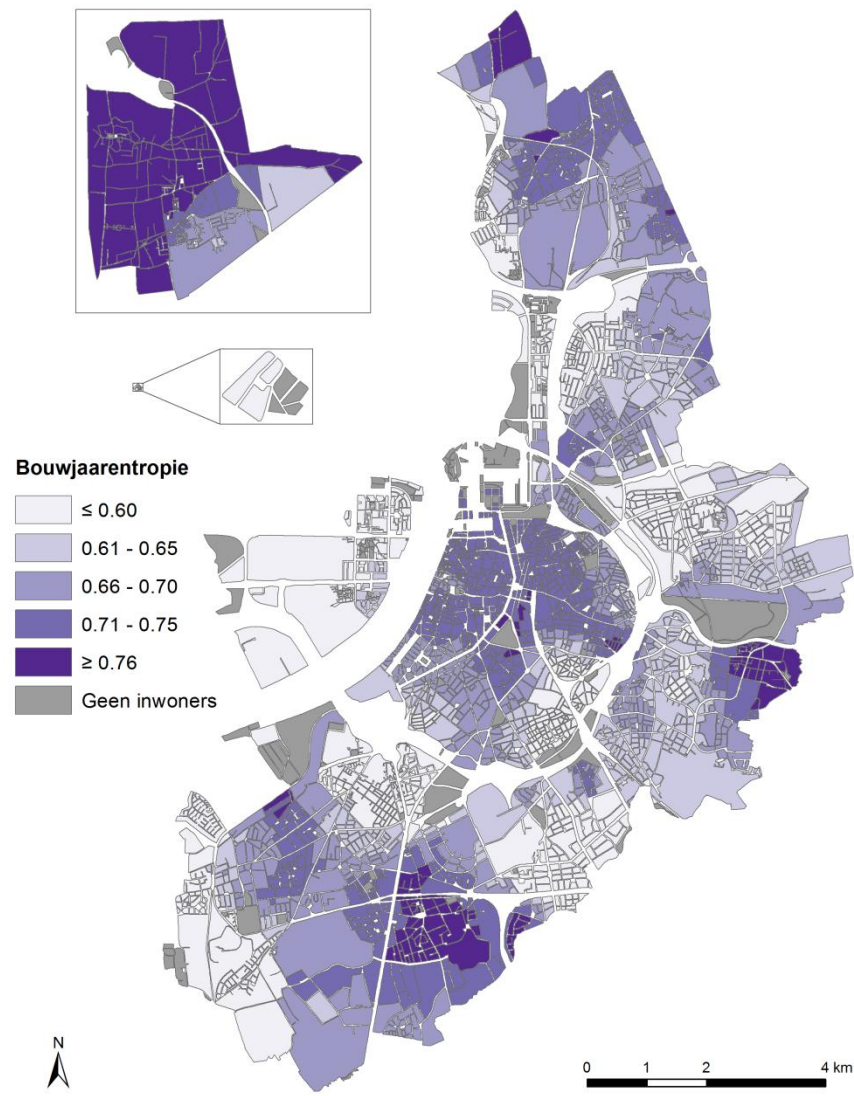 Bouwjaarentropie
≤ 0.60
0.61 - 0.65
0.66 - 0.70
0.71 - 0.75
≥ 0.76
Geen inwoners
N
0 1 2 4 km